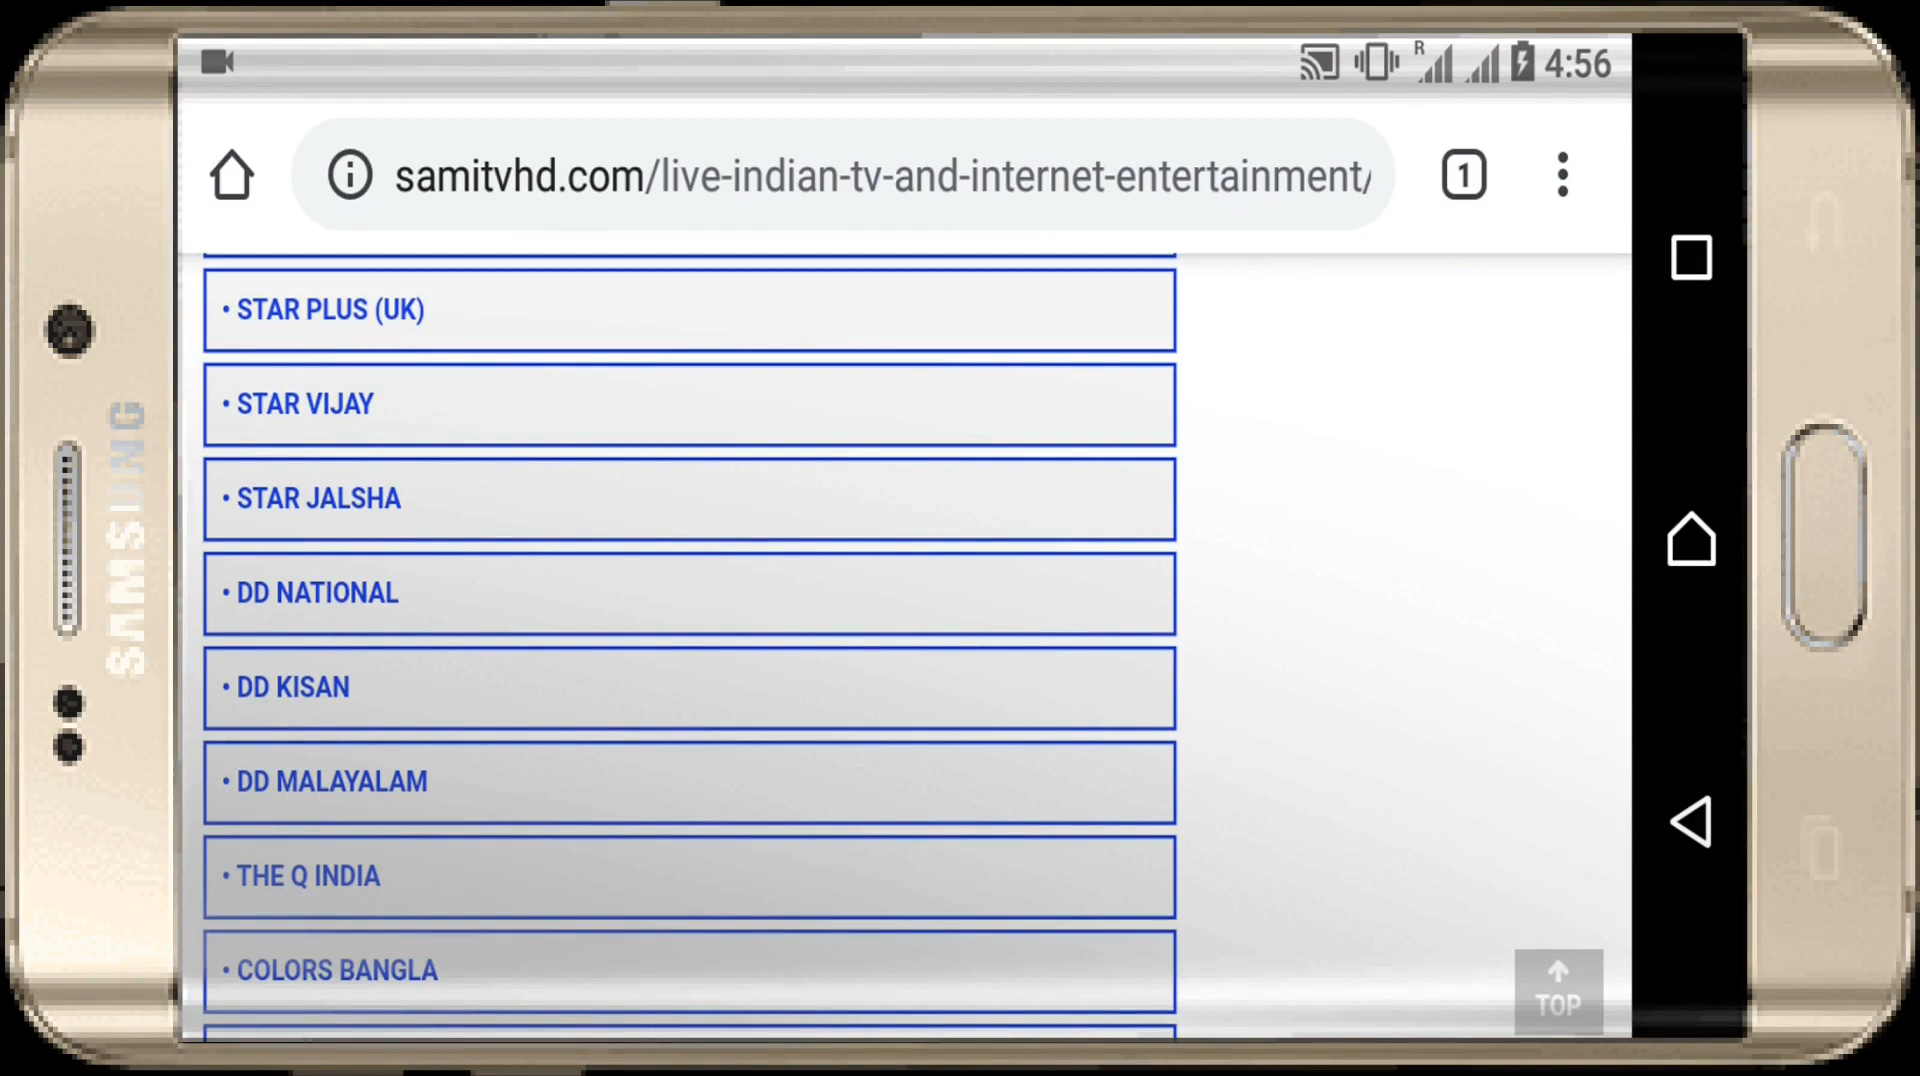 R
4:56
samitvhd.com/live-indian-tv-and-internet-entertainment/
1
• STAR PLUS (UK)
• STAR VIJAY
• STAR JALSHA
• DD NATIONAL
• DD KISAN
• DD MALAYALAM
• THE Q INDIA
• COLORS BANGLA
TOP
SAMSUNG